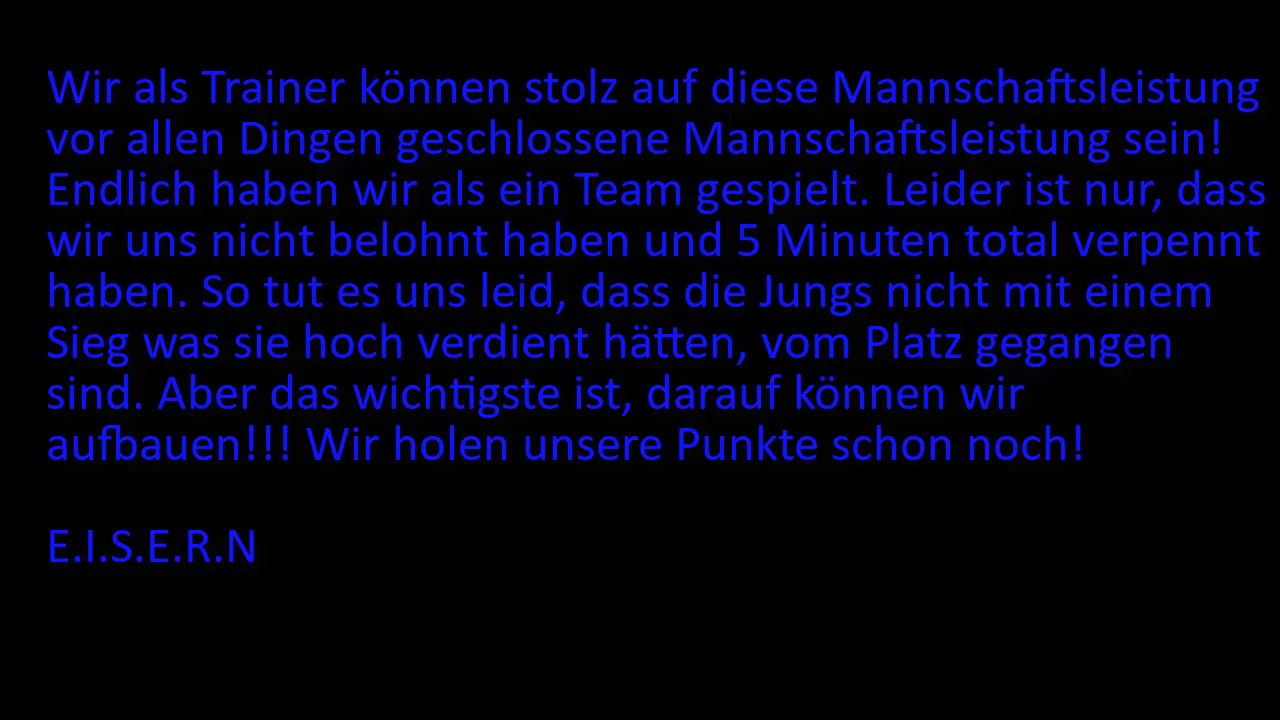 Wir als Trainer können stolz auf diese Mannschaftsleistung
vor allen Dingen geschlossene Mannschaftsleistung sein!
Endlich haben wir als ein Team gespielt. Leider ist nur, dass
wir uns nicht belohnt haben und 5 Minuten total verpennt
haben. So tut es uns leid, dass die Jungs nicht mit einem
Sieg was sie hoch verdient hätten, vom Platz gegangen
sind. Aber das wichtigste ist, darauf können wir
aufbauen!!! Wir holen unsere Punkte schon noch!
E.I.S.E.R.N